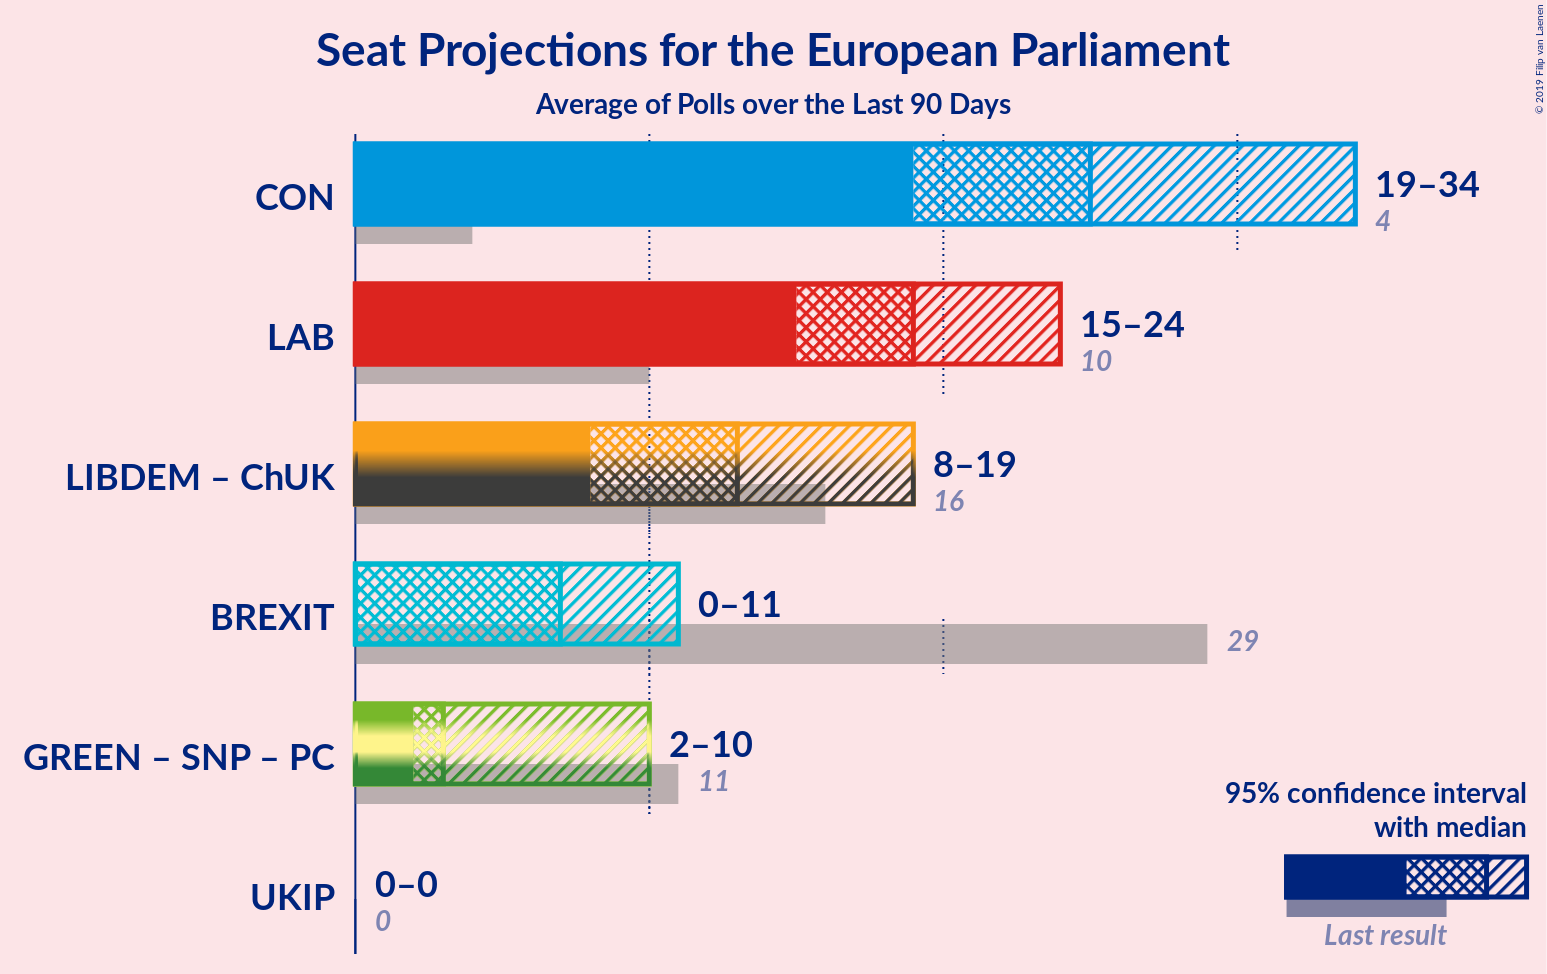 Seat Projections for the European Parliament
Average of Polls over the Last 90 Days
© 2019 Filip van Laenen
CON
19–34
4
LAB
15–24
10
LIBDEM – ChUK
8–19
16
BREXIT
0–11
29
GREEN – SNP – PC
2–10
11
UKIP
0–0
0
95% confidence interval
with median
Last result